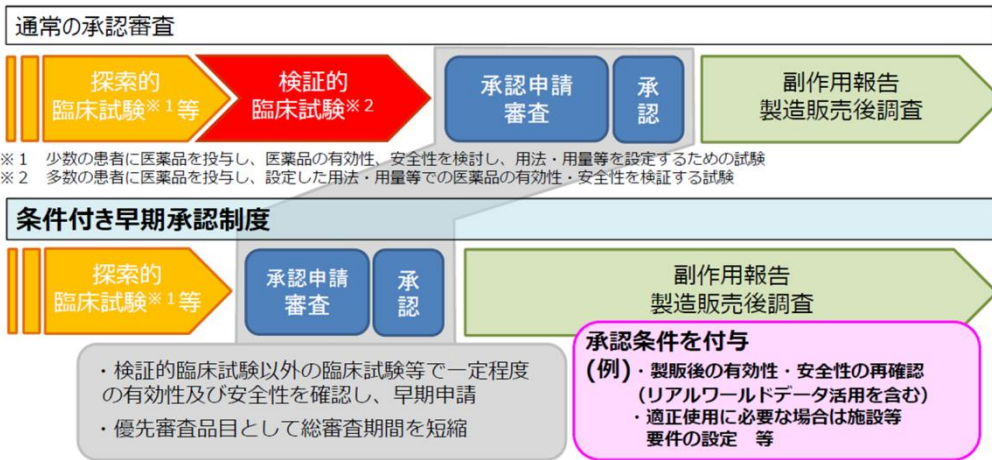 通常の承認審査
探索的
臨床試験※1等
検証的
臨床試験※2
承認申請
審査
承
認
副作用報告
製造販売後調査
※1 少数の患者に医薬品を投与し、医薬品の有効性、安全性を検討し、用法・用量等を設定するための試験
※2 多数の患者に医薬品を投与し、設定した用法・用量等での医薬品の有効性・安全性を検証する試験
条件付き早期承認制度
探索的
臨床試験※1等
承認申請
審査
承
認
副作用報告
製造販売後調査
・検証的臨床試験以外の臨床試験等で一定程度
の有効性及び安全性を確認し、早期申請
・優先審査品目として総審査期間を短縮
承認条件を付与
(例)・製販後の有効性・安全性の再確認
(リアルワールドデータ活用を含む)
・適正使用に必要な場合は施設等
要件の設定 等